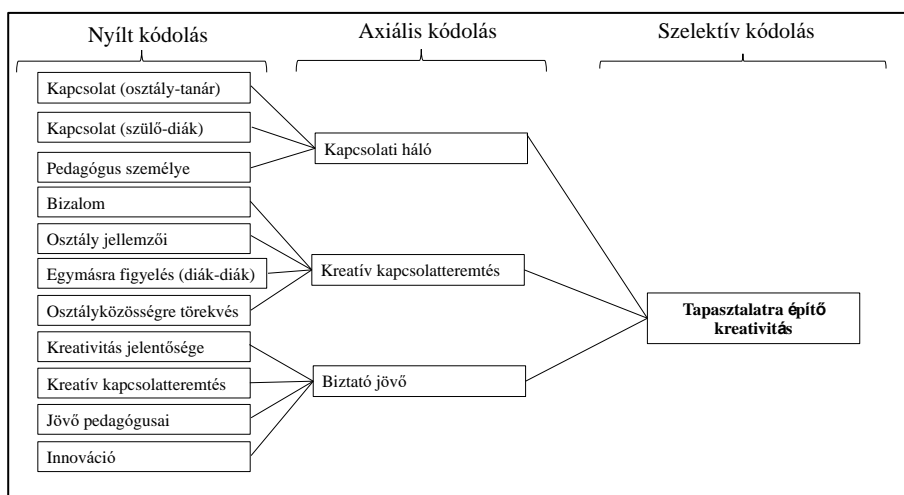 Nyílt kódolás
Axiális kódolás
Szelektív kódolás
Kapcsolat (osztály-tanár)
Kapcsolat (szülő-diák)
Pedagógus személye
Bizalom
Osztály jellemzői
Egymásra figyelés (diák-diák)
Osztályközösségre törekvés
Kreativitás jelentősége
Kreatív kapcsolatteremtés
Jövő pedagógusai
Innováció
Kapcsolati háló
Kreatív kapcsolatteremtés
Biztató jövő
Tapasztalatra építő
kreativitás